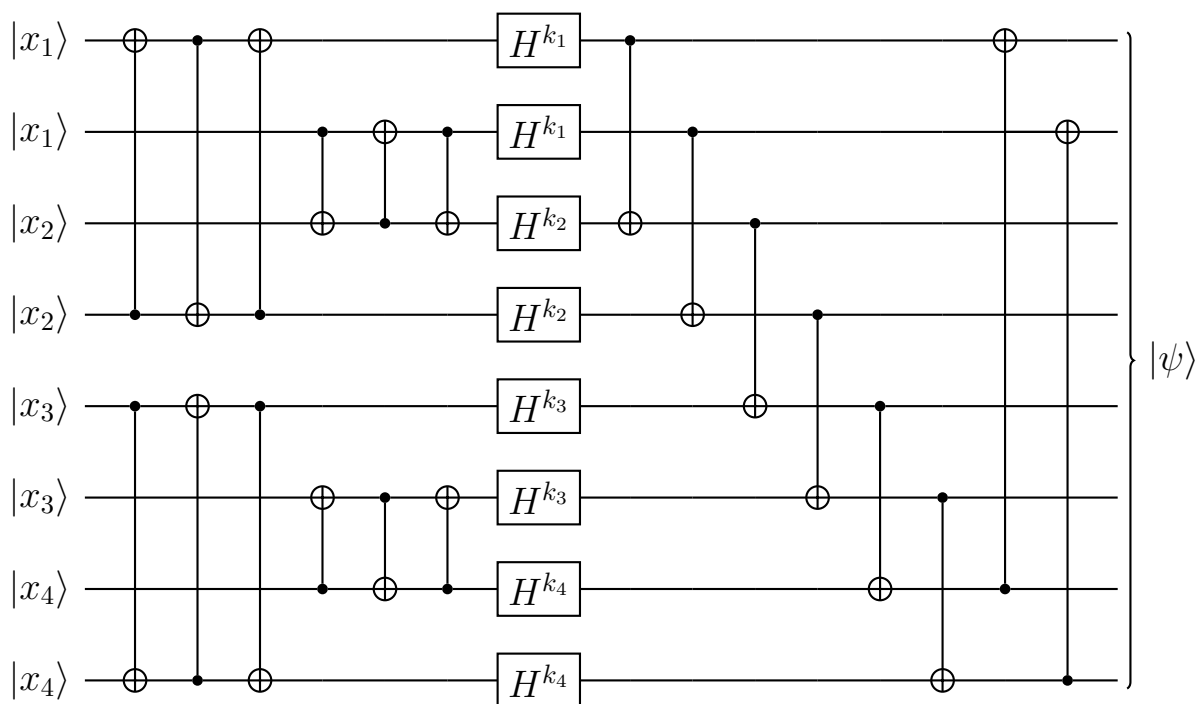 |x₁⟩ H^{k₁}
|x₁⟩ H^{k₁}
|x₂⟩ H^{k₂}
|x₂⟩ H^{k₂}
|ψ⟩
|x₃⟩ H^{k₃}
|x₃⟩ H^{k₃}
|x₄⟩ H^{k₄}
|x₄⟩ H^{k₄}